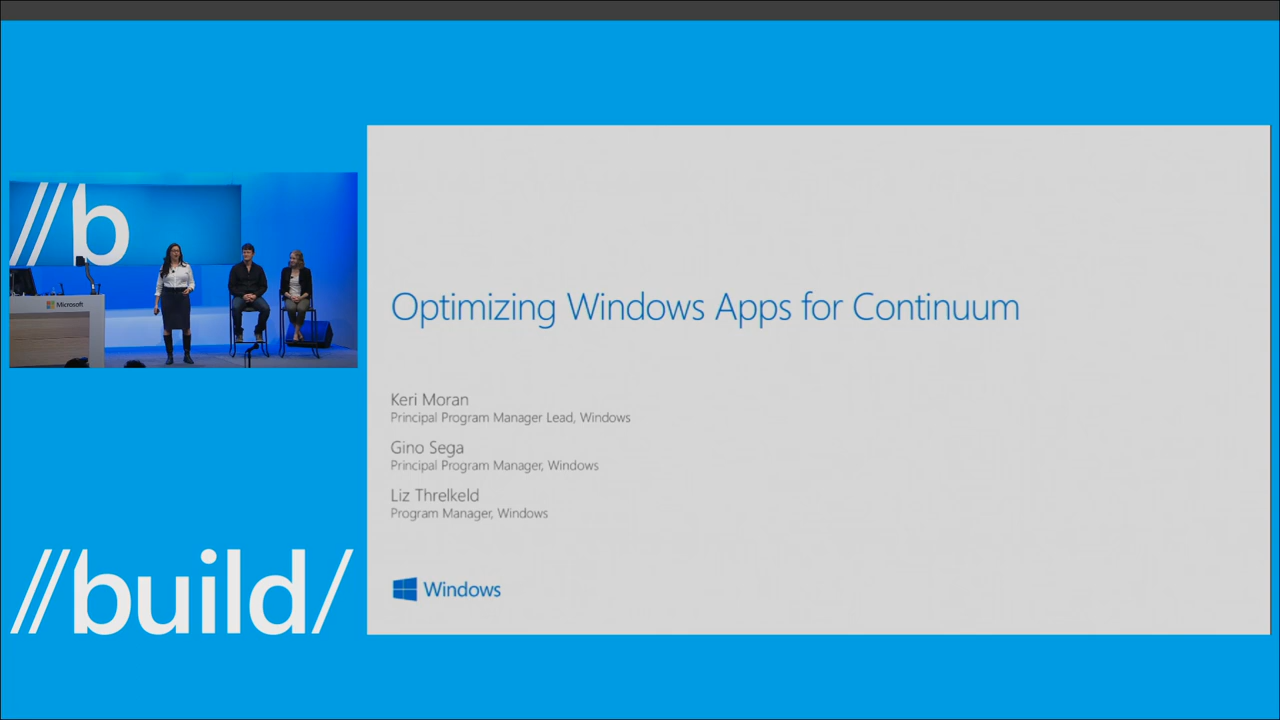 //b
Microsoft
//build/
Optimizing Windows Apps for Continuum
Keri Moran
Principal Program Manager Lead, Windows
Gino Sega
Principal Program Manager, Windows
Liz Threlkeld
Program Manager, Windows
Windows